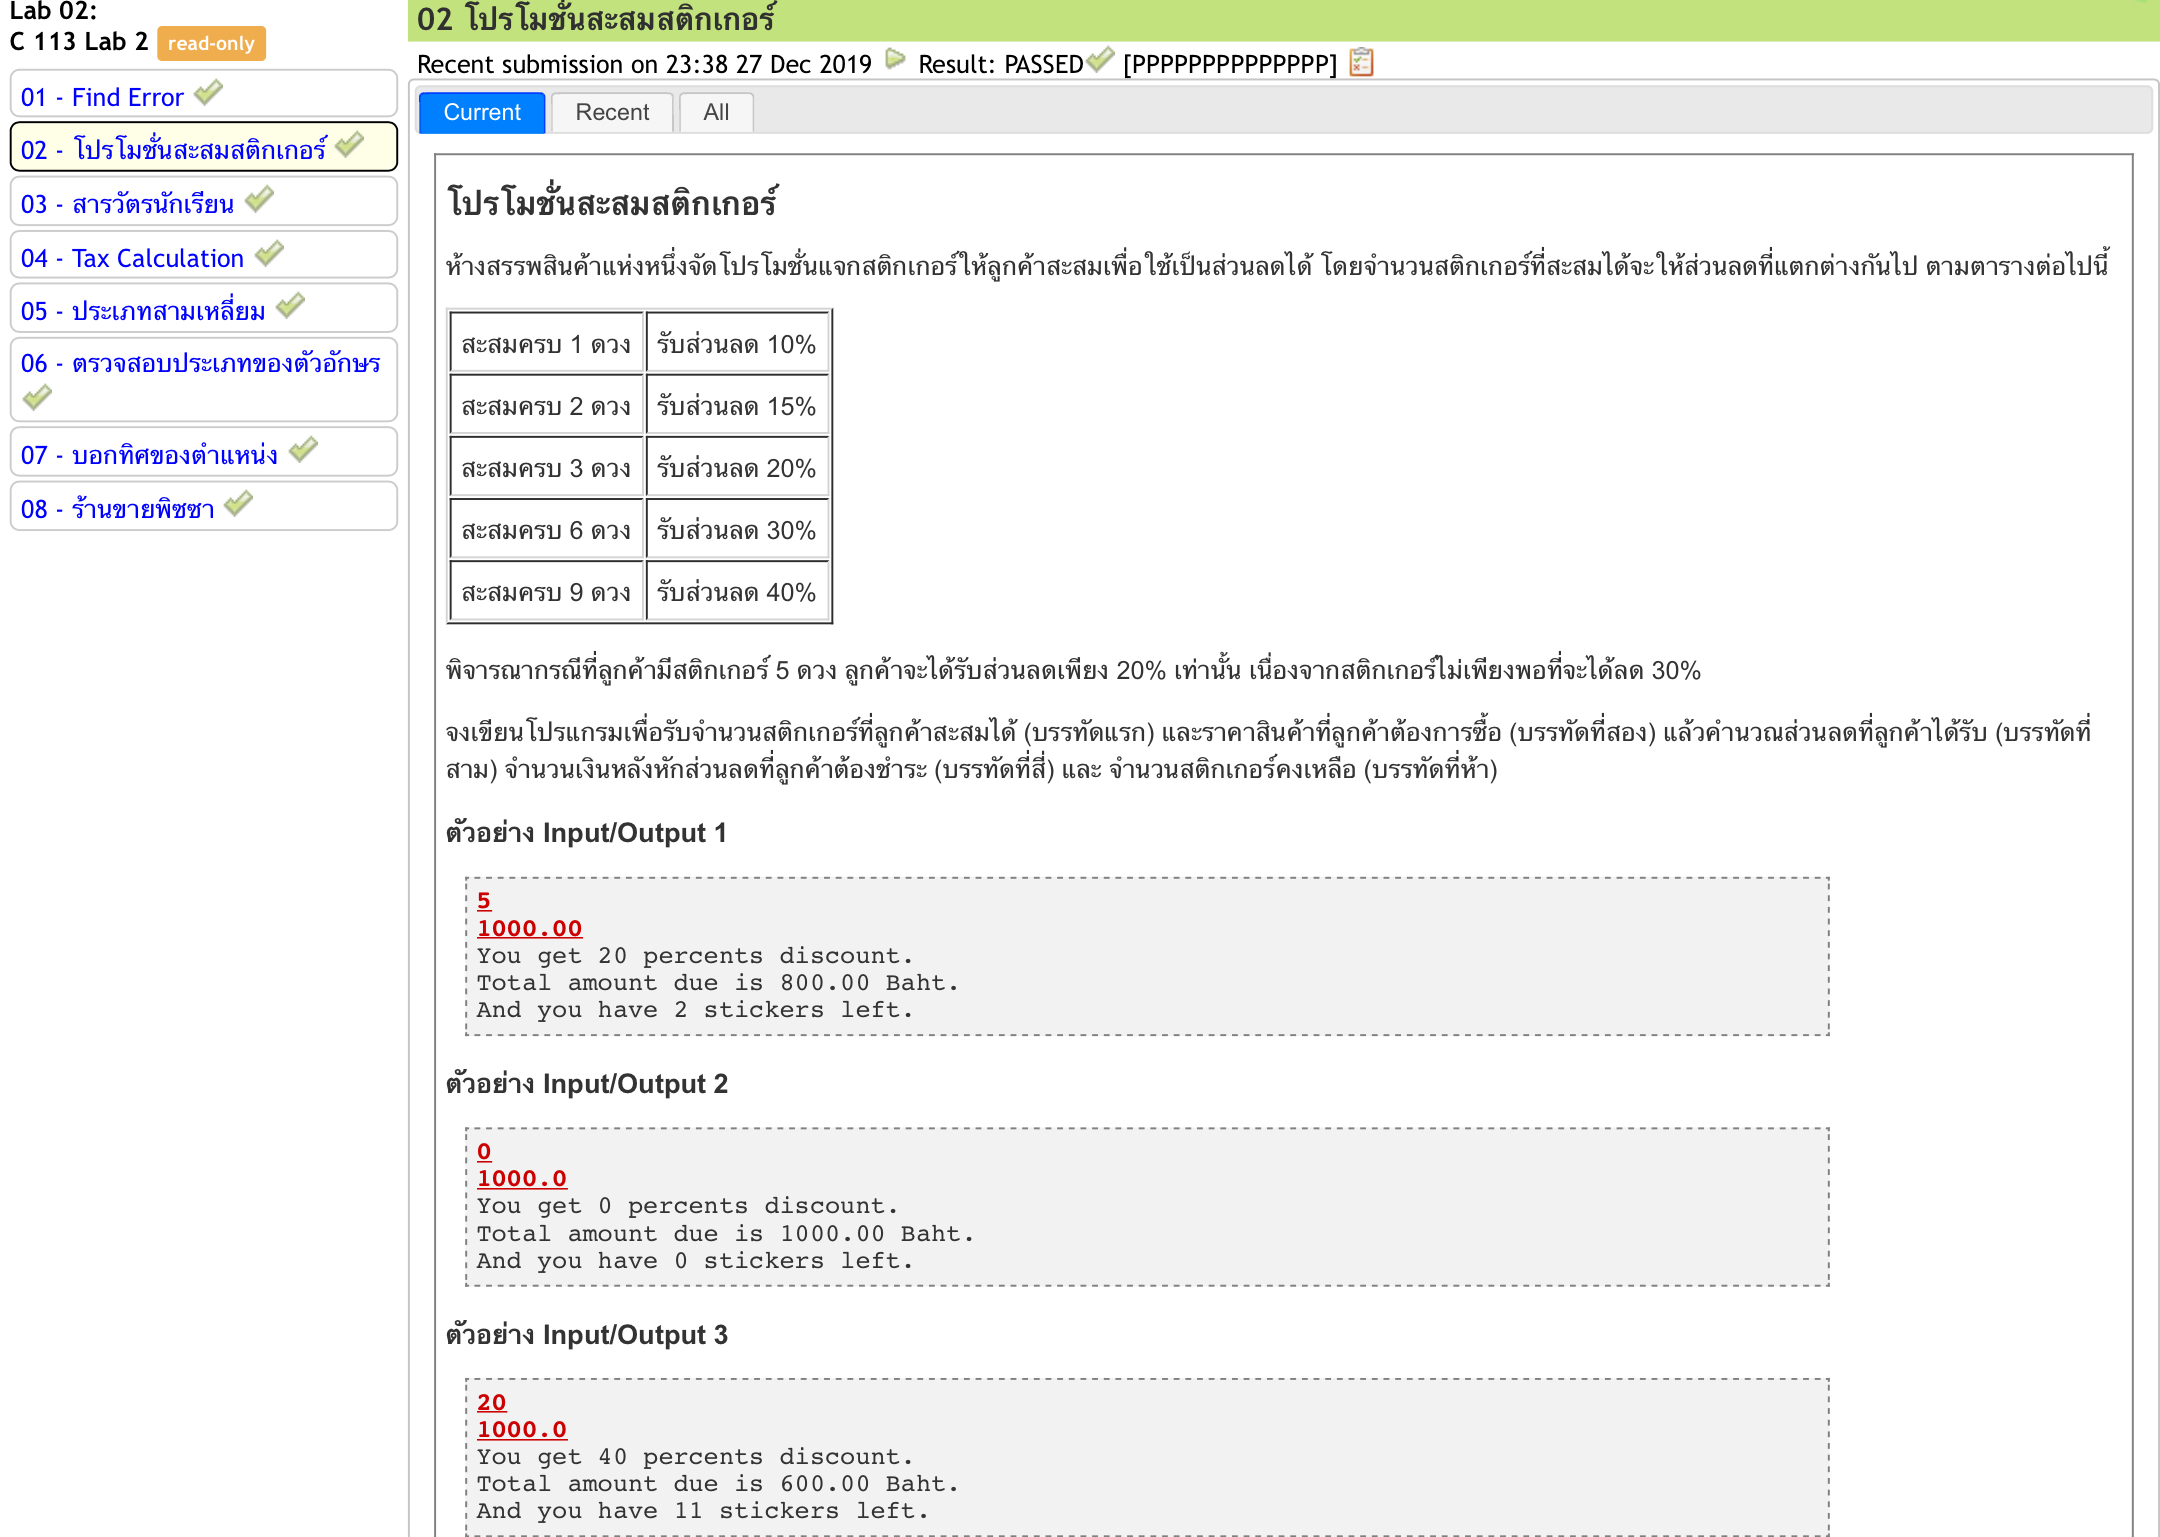 Lab 02:
C 113 Lab 2 read-only
01 - Find Error
02 - โปรโมชั่นสะสมสติกเกอร์
03 - สารวัตรนักเรียน
04 - Tax Calculation
05 - ประเภทสามเหลี่ยม
06 - ตรวจสอบประเภทของตัวอักษร
07 - บอกทิศของตำแหน่ง
08 - ร้านขายพิซซา
02 โปรโมชั่นสะสมสติกเกอร์
Recent submission on 23:38 27 Dec 2019 Result: PASSED [PPPPPPPPPPPPPP]
Current Recent All
โปรโมชั่นสะสมสติกเกอร์
ห้างสรรพสินค้าแห่งหนึ่งจัดโปรโมชั่นแจกสติกเกอร์ให้ลูกค้าสะสมเพื่อใช้เป็นส่วนลดได้ โดยจำนวนสติกเกอร์ที่สะสมได้จะให้ส่วนลดที่แตกต่างกันไป ตามตารางต่อไปนี้
สะสมครบ 1 ดวง รับส่วนลด 10%
สะสมครบ 2 ดวง รับส่วนลด 15%
สะสมครบ 3 ดวง รับส่วนลด 20%
สะสมครบ 6 ดวง รับส่วนลด 30%
สะสมครบ 9 ดวง รับส่วนลด 40%
พิจารณากรณีที่ลูกค้ามีสติกเกอร์ 5 ดวง ลูกค้าจะได้รับส่วนลดเพียง 20% เท่านั้น เนื่องจากสติกเกอร์ไม่เพียงพอที่จะได้ลด 30%
จงเขียนโปรแกรมเพื่อรับจำนวนสติกเกอร์ที่ลูกค้าสะสมได้ (บรรทัดแรก) และราคาสินค้าที่ลูกค้าต้องการซื้อ (บรรทัดที่สอง) แล้วคำนวณส่วนลดที่ลูกค้าได้รับ (บรรทัดที่
สาม) จำนวนเงินหลังหักส่วนลดที่ลูกค้าต้องชำระ (บรรทัดที่สี่) และ จำนวนสติกเกอร์คงเหลือ (บรรทัดที่ห้า)
ตัวอย่าง Input/Output 1
5
1000.00
You get 20 percents discount.
Total amount due is 800.00 Baht.
And you have 2 stickers left.
ตัวอย่าง Input/Output 2
0
1000.0
You get 0 percents discount.
Total amount due is 1000.00 Baht.
And you have 0 stickers left.
ตัวอย่าง Input/Output 3
20
1000.0
You get 40 percents discount.
Total amount due is 600.00 Baht.
And you have 11 stickers left.